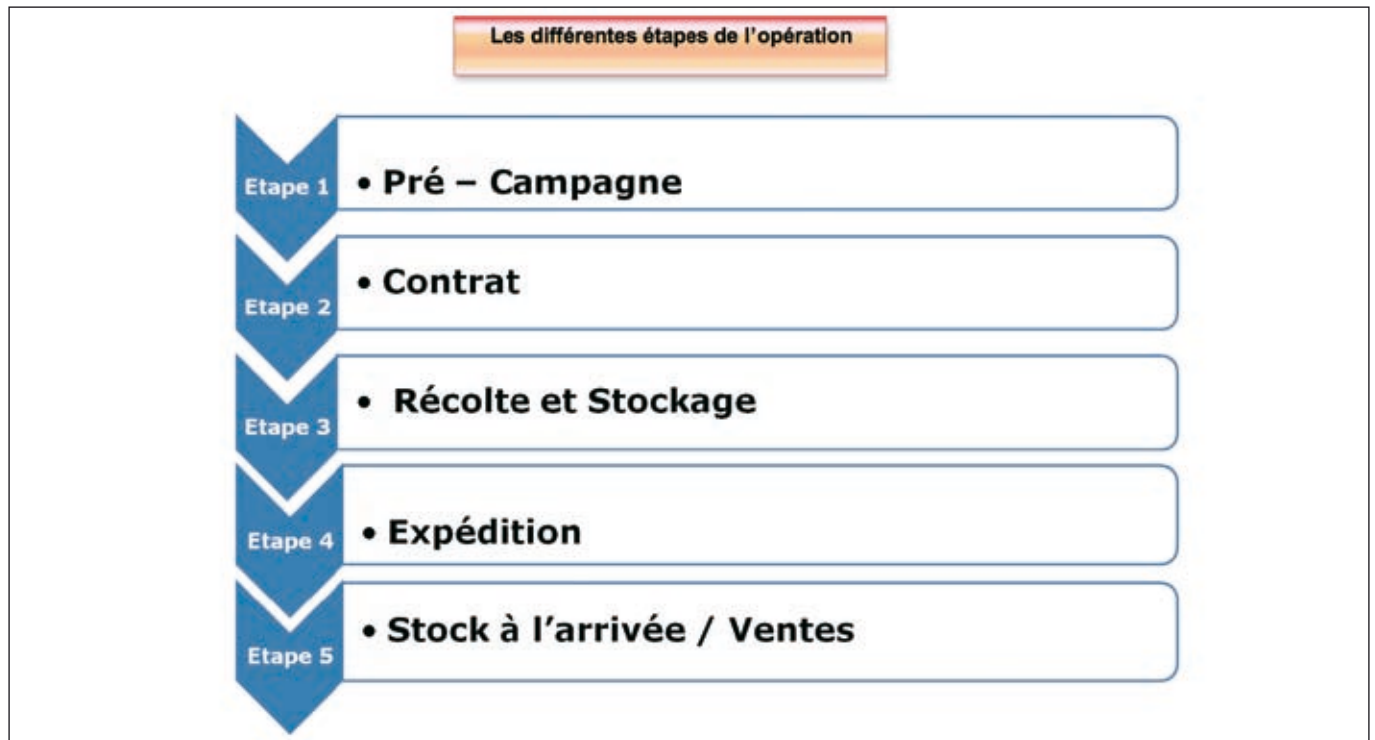 Les différentes étapes de l'opération
Etape 1
• Pré – Campagne
Etape 2
• Contrat
Etape 3
• Récolte et Stockage
Etape 4
• Expédition
Etape 5
• Stock à l'arrivée / Ventes